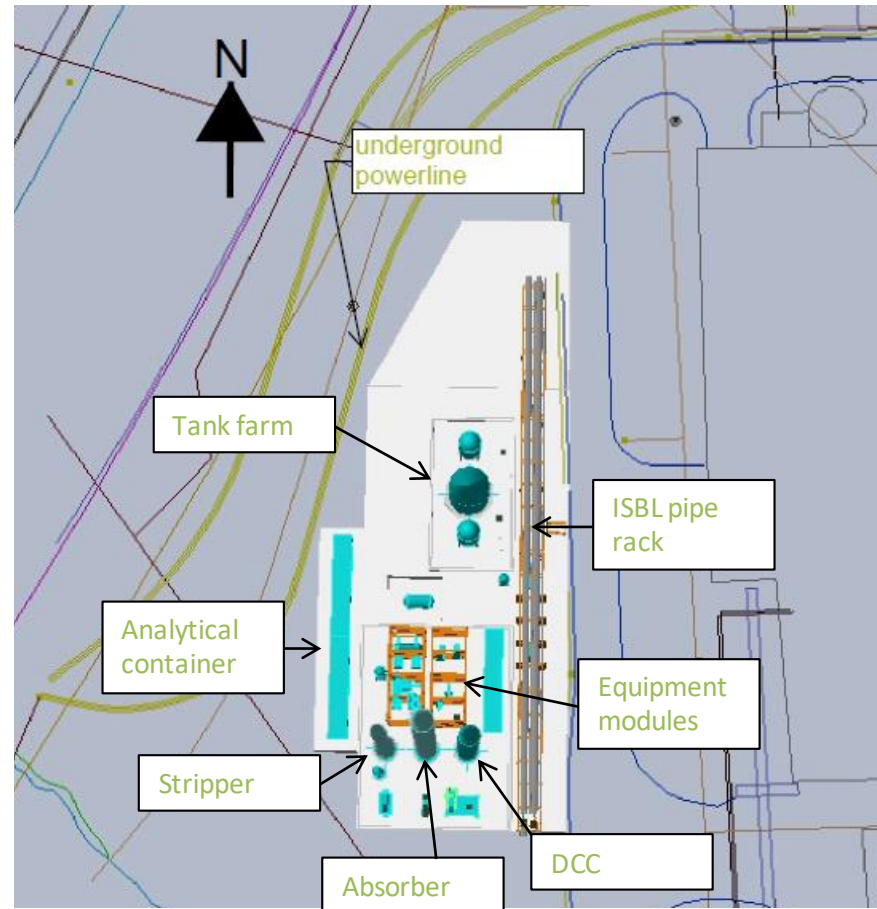 N
underground
powerline
Tank farm
ISBL pipe
rack
Analytical
container
Equipment
modules
Stripper
DCC
Absorber